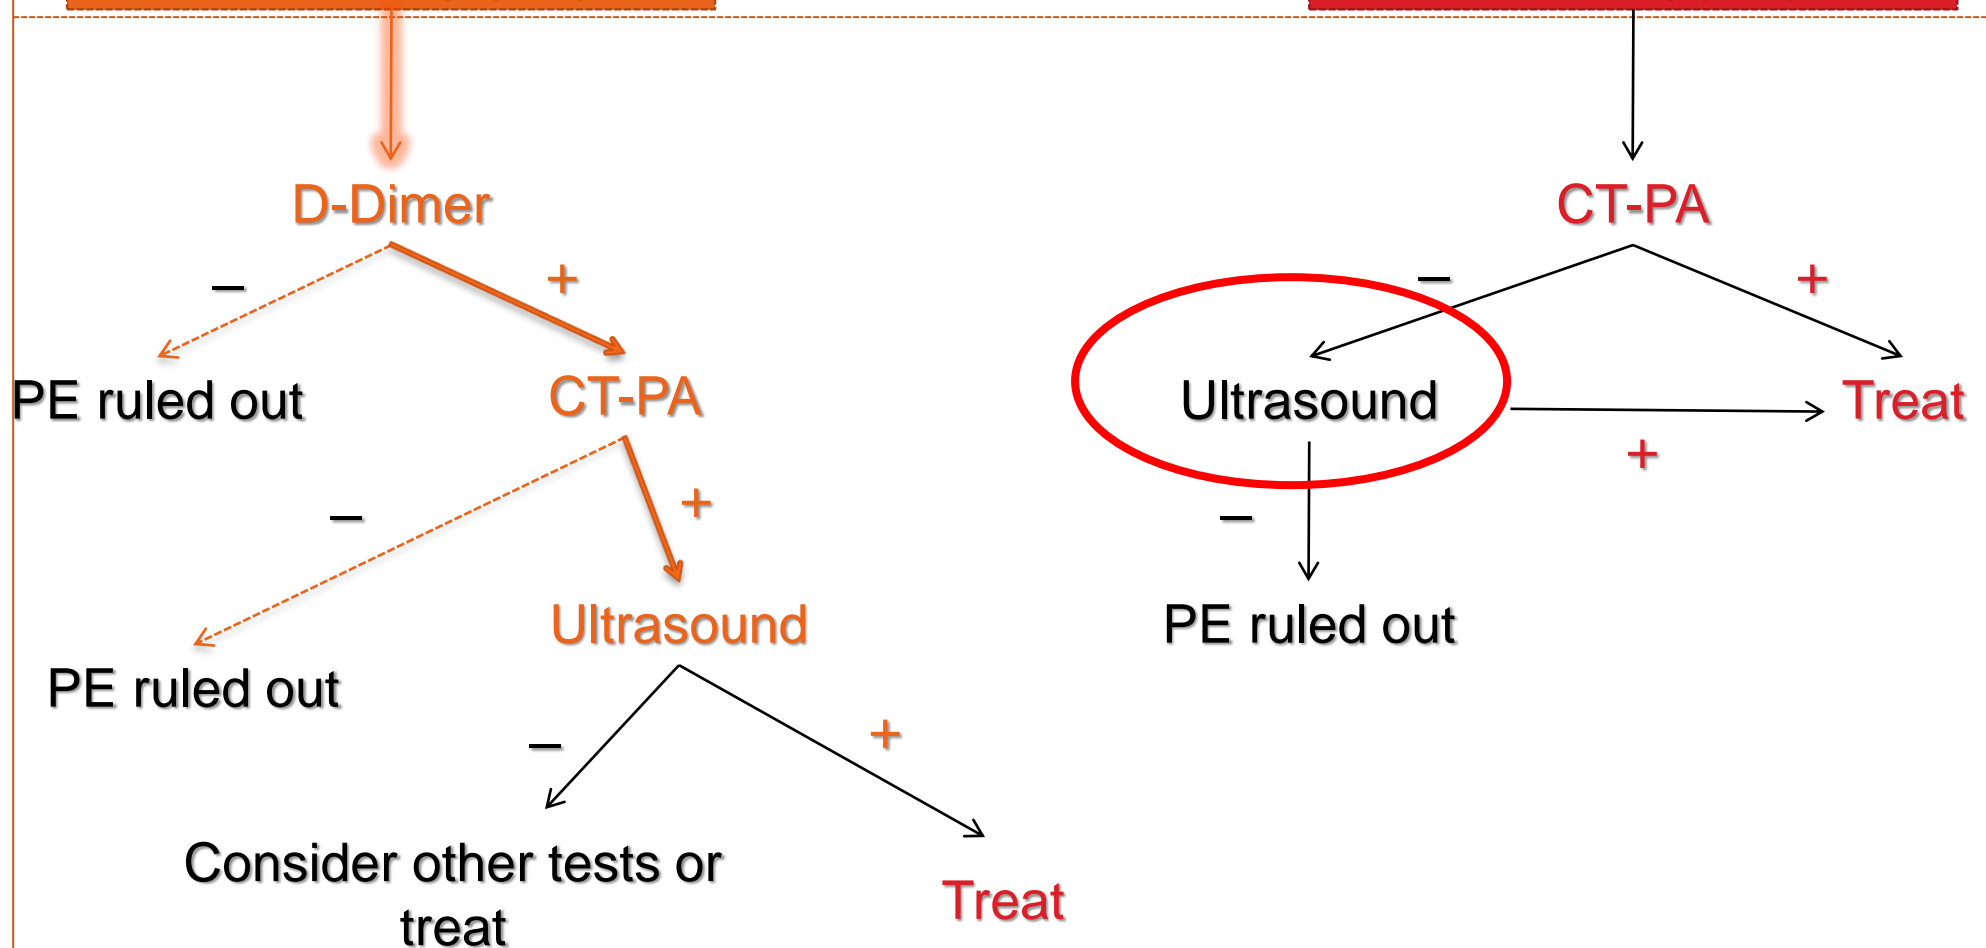 D-Dimer
CT-PA
–
+
–
+
PE ruled out
CT-PA
Ultrasound
Treat
+
–
+
–
Ultrasound
PE ruled out
PE ruled out
–
+
Consider other tests or
treat
Treat